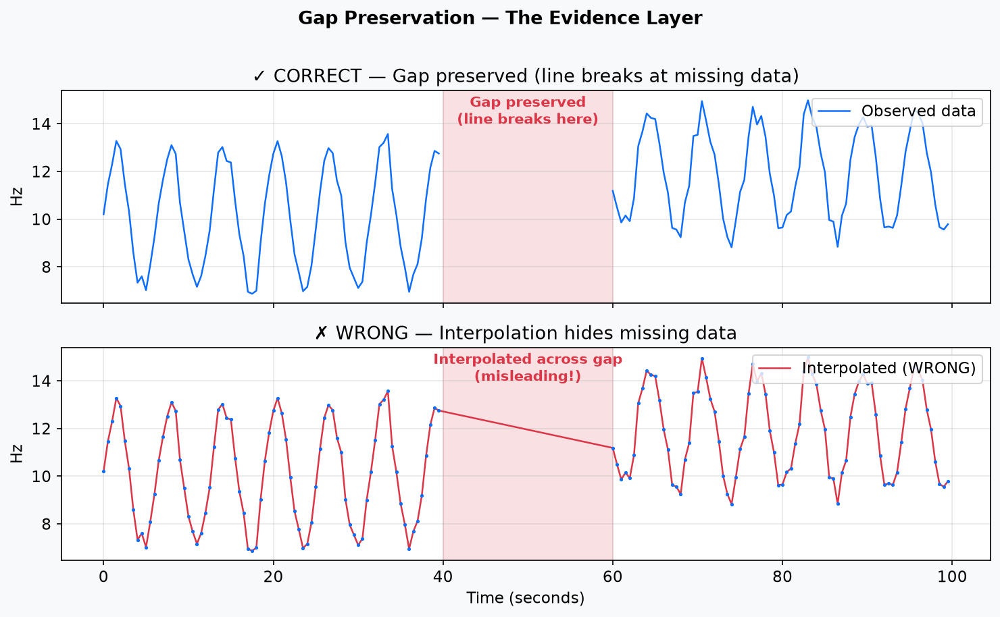 Gap Preservation — The Evidence Layer
✓ CORRECT — Gap preserved (line breaks at missing data)
Gap preserved
(line breaks here)
Observed data
14
12
10
8
Hz
✗ WRONG — Interpolation hides missing data
Interpolated across gap
(misleading!)
Interpolated (WRONG)
14
12
10
8
Hz
0 20 40 60 80 100
Time (seconds)